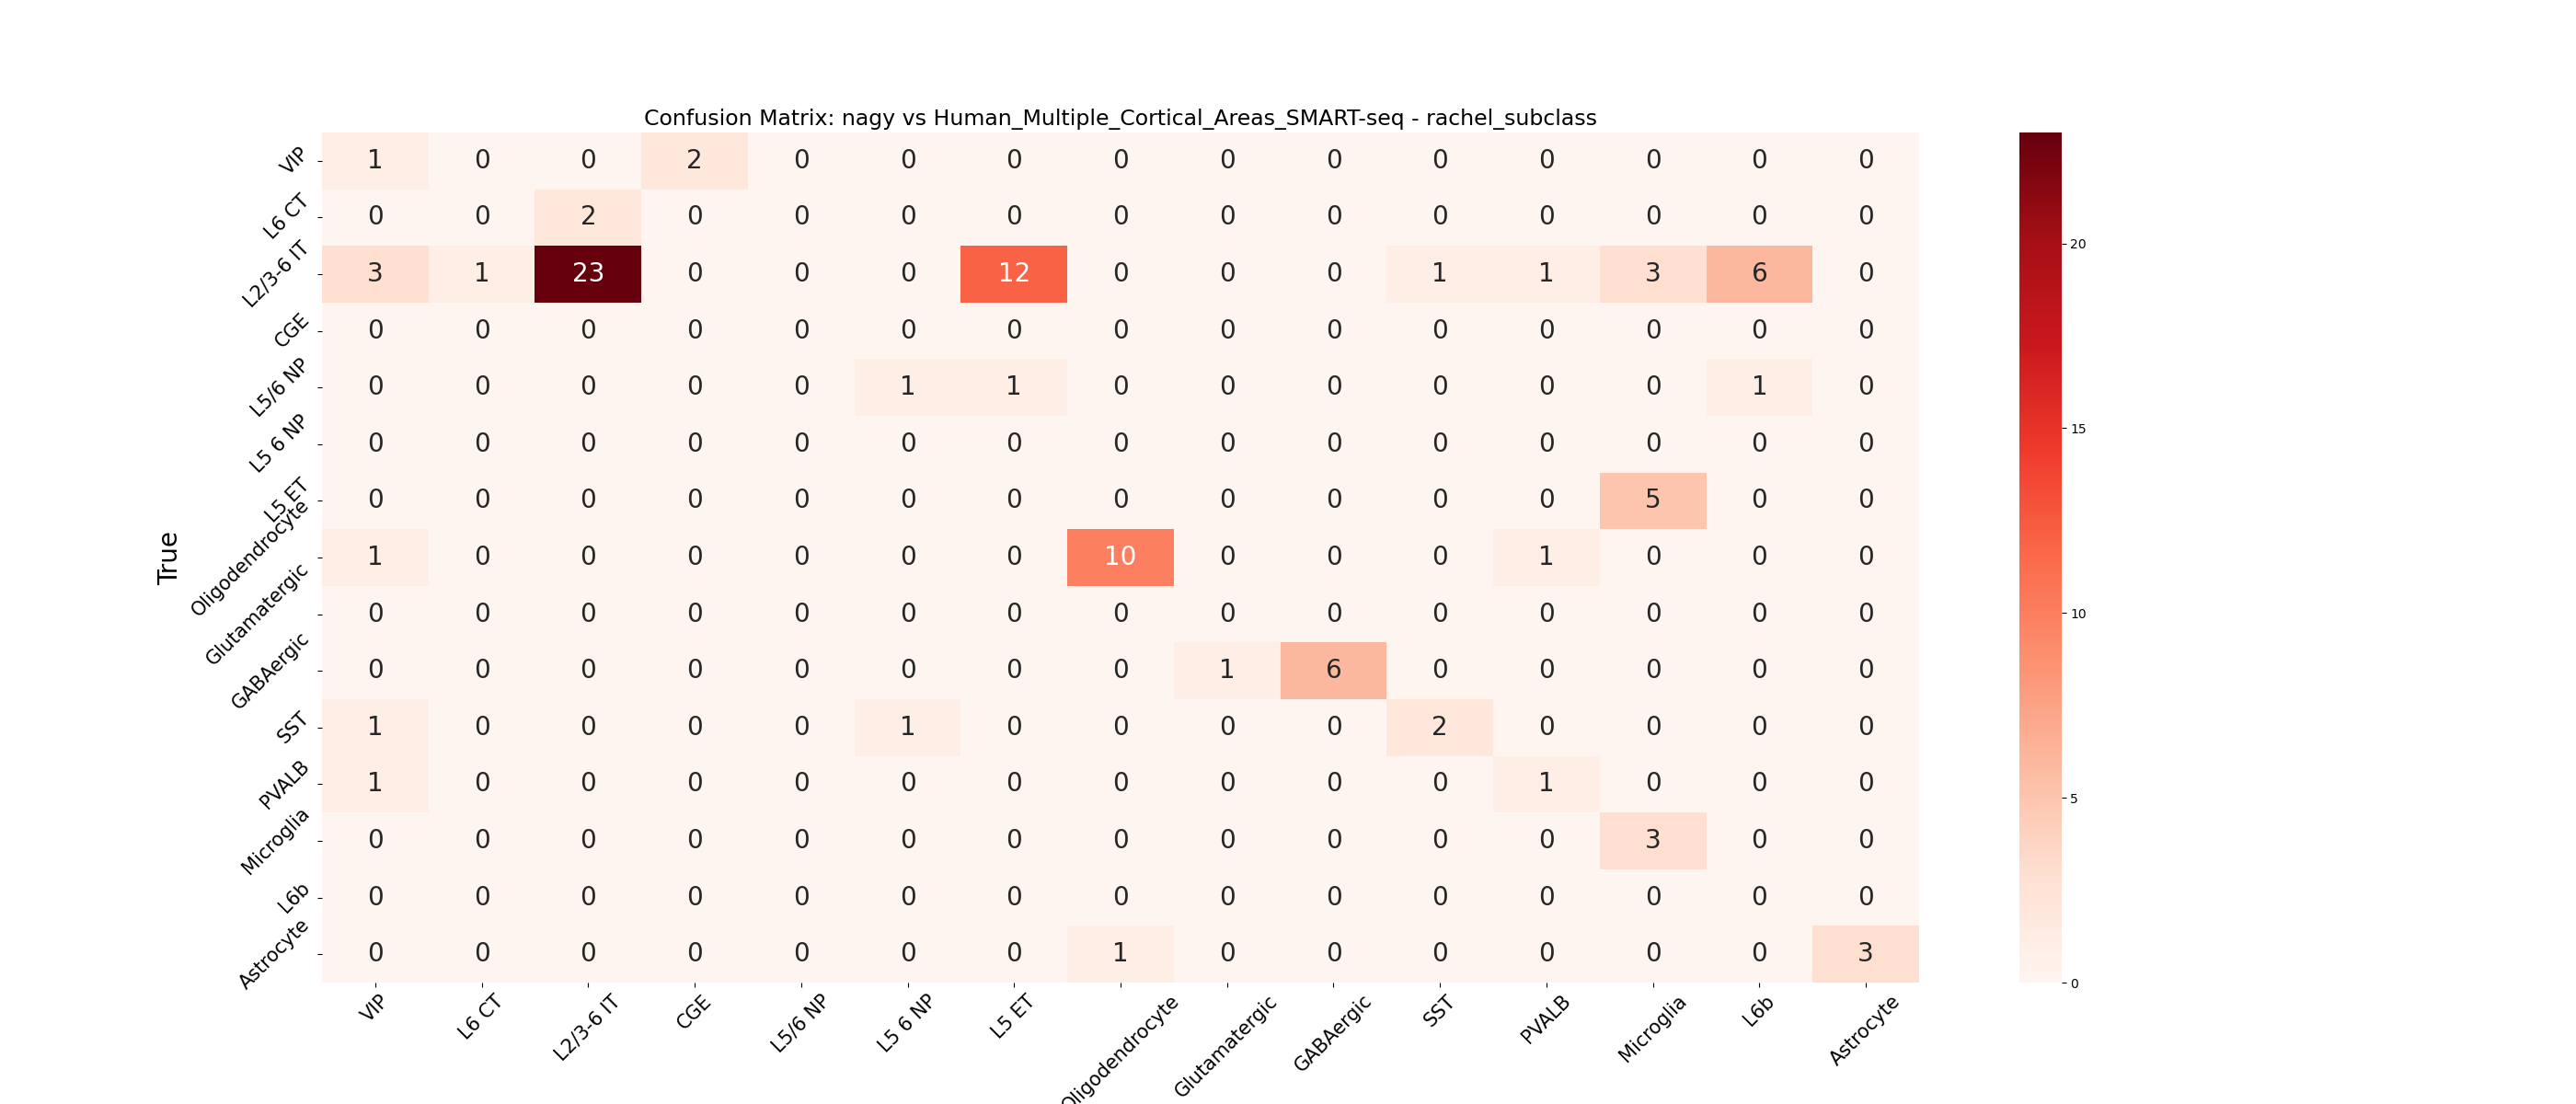 Confusion Matrix: nagy vs Human_Multiple_Cortical_Areas_SMART-seq - rachel_subclass
True
VIP 1 0 0 2 0 0 0 0 0 0 0 0 0 0 0
L6 CT 0 0 2 0 0 0 0 0 0 0 0 0 0 0 0
L2/3-6 IT 3 1 23 0 0 0 12 0 0 0 1 1 3 6 0
CGE 0 0 0 0 0 0 0 0 0 0 0 0 0 0 0
L5/6 NP 0 0 0 0 0 1 1 0 0 0 0 0 0 1 0
L5 6 NP 0 0 0 0 0 0 0 0 0 0 0 0 0 0 0
L5 ET 0 0 0 0 0 0 0 0 0 0 0 0 5 0 0
Oligodendrocyte 1 0 0 0 0 0 0 10 0 0 0 1 0 0 0
Glutamatergic 0 0 0 0 0 0 0 0 0 0 0 0 0 0 0
GABAergic 0 0 0 0 0 0 0 0 1 6 0 0 0 0 0
SST 1 0 0 0 0 1 0 0 0 0 2 0 0 0 0
PVALB 1 0 0 0 0 0 0 0 0 0 0 1 0 0 0
Microglia 0 0 0 0 0 0 0 0 0 0 0 0 3 0 0
L6b 0 0 0 0 0 0 0 0 0 0 0 0 0 0 0
Astrocyte 0 0 0 0 0 0 0 1 0 0 0 0 0 0 3
VIP L6 CT L2/3-6 IT CGE L5/6 NP L5 6 NP L5 ET Oligodendrocyte Glutamatergic GABAergic SST PVALB Microglia L6b Astrocyte
20
15
10
5
0